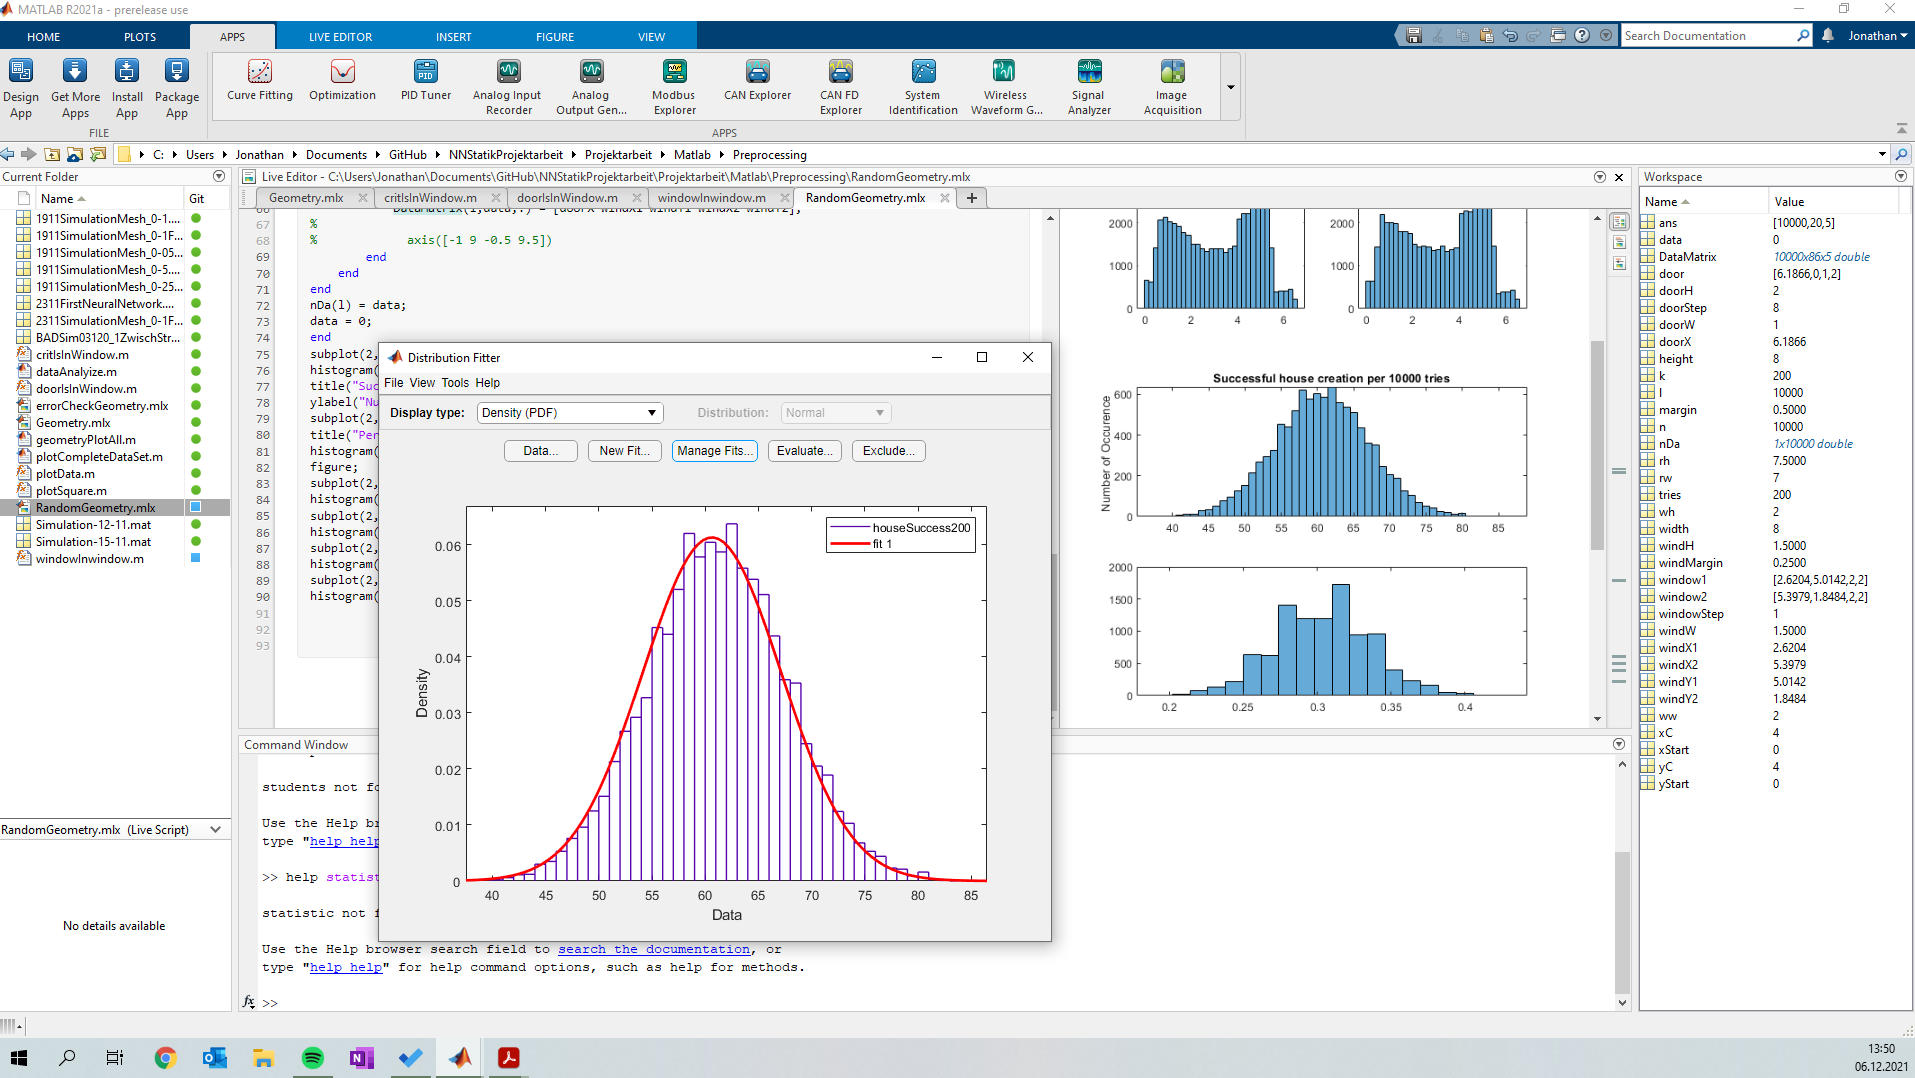 MATLAB R2021a - prerelease use
HOME PLOTS APPS LIVE EDITOR INSERT FIGURE VIEW
Search Documentation
Jonathan
Design App
Get More Apps
Install App
Package App
Curve Fitting
Optimization
PID Tuner
Analog Input Recorder
Analog Output Gen...
Modbus Explorer
CAN Explorer
CAN FD Explorer
System Identification
Wireless Waveform G...
Signal Analyzer
Image Acquisition
FILE
APPS
C: Users Jonathan Documents GitHub NNStatikProjektarbeit Projektarbeit Matlab Preprocessing
Current Folder
Name Git
1911SimulationMesh_0-1....
1911SimulationMesh_0-1F...
1911SimulationMesh_0-05...
1911SimulationMesh_0-5....
1911SimulationMesh_0-25...
2311FirstNeuralNetwork....
2311SimulationMesh_0-1F...
BADSim03120_1ZwischStr...
critIsInWindow.m
dataAnalyize.m
doorIsInWindow.m
errorCheckGeometry.mlx
Geometry.mlx
geometryPlotAll.m
plotCompleteDataSet.m
plotData.m
plotSquare.m
RandomGeometry.mlx
Simulation-12-11.mat
Simulation-15-11.mat
windowInwindow.m
RandomGeometry.mlx (Live Script)
No details available
Live Editor - C:\Users\Jonathan\Documents\GitHub\NNStatikProjektarbeit\Projektarbeit\Matlab\Preprocessing\RandomGeometry.mlx
Geometry.mlx critIsInWindow.m doorIsInWindow.m windowInwindow.m RandomGeometry.mlx
66 DataMatrix(l,data,:) = [doorX windX1 windY1 windX2 windY2];
67 %
68 % axis([-1 9 -0.5 9.5])
69 end
70 end
71 end
72 nDa(l) = data;
73 data = 0;
74 end
75 subplot(2,
76 histogram(
77 title("Suc
78 ylabel("Nu
79 subplot(2,
80 title("Per
81 histogram(
82 figure;
83 subplot(2,
84 histogram(
85 subplot(2,
86 histogram(
87 subplot(2,
88 histogram(
89 subplot(2,
90 histogram(
91
92
93
Distribution Fitter
File View Tools Help
Display type: Density (PDF) Distribution: Normal
Data... New Fit... Manage Fits... Evaluate... Exclude...
houseSuccess200
fit 1
0.06
0.05
0.04
0.03
0.02
0.01
0
Density
40 45 50 55 60 65 70 75 80 85
Data
2000
1000
0
0 2 4 6
2000
1000
0
0 2 4 6
Successful house creation per 10000 tries
Number of Occurence
600
400
200
0
40 45 50 55 60 65 70 75 80 85
2000
1500
1000
500
0
0.2 0.25 0.3 0.35 0.4
Command Window
students not fo
Use the Help br
type "help help
>> help statist
statistic not f
Use the Help browser search field to search the documentation, or
type "help help" for help command options, such as help for methods.
fx >>
Workspace
Name Value
ans [10000,20,5]
data 0
DataMatrix 10000x86x5 double
door [6.1866,0,1,2]
doorH 2
doorStep 8
doorW 1
doorX 6.1866
height 8
k 200
l 10000
margin 0.5000
n 10000
nDa 1x10000 double
rh 7.5000
rw 7
tries 200
wh 2
width 8
windH 1.5000
windMargin 0.2500
window1 [2.6204,5.0142,2,2]
window2 [5.3979,1.8484,2,2]
windowStep 1
windW 1.5000
windX1 2.6204
windX2 5.3979
windY1 5.0142
windY2 1.8484
ww 2
xC 4
xStart 0
yC 4
yStart 0
13:50
06.12.2021